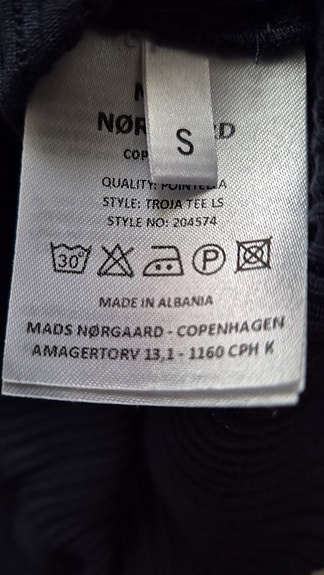 S
QUALITY: POINTELLA
STYLE: TROJA TEE LS
STYLE NO: 204574
30°
P
MADE IN ALBANIA
MADS NØRGAARD - COPENHAGEN
AMAGERTORV 13,1 - 1160 CPH K